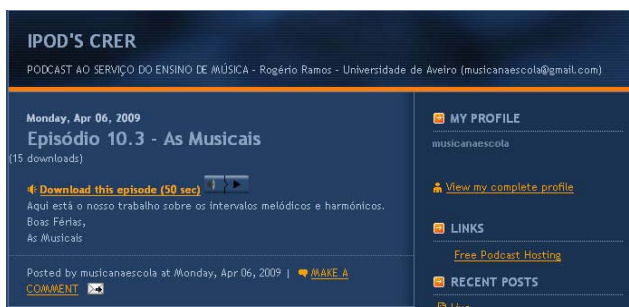 IPOD'S CRER
PODCAST AO SERVIÇO DO ENSINO DE MÚSICA - Rogério Ramos - Universidade de Aveiro (musicanaescola@gmail.com)
Monday, Apr 06, 2009
Episódio 10.3 - As Musicais
(15 downloads)
Download this episode (50 sec)
Aqui está o nosso trabalho sobre os intervalos melódicos e harmónicos.
Boas Férias,
As Musicais
Posted by musicanaescola at Monday, Apr 06, 2009 | MAKE A
COMMENT
MY PROFILE
musicanaescola
View my complete profile
LINKS
Free Podcast Hosting
RECENT POSTS